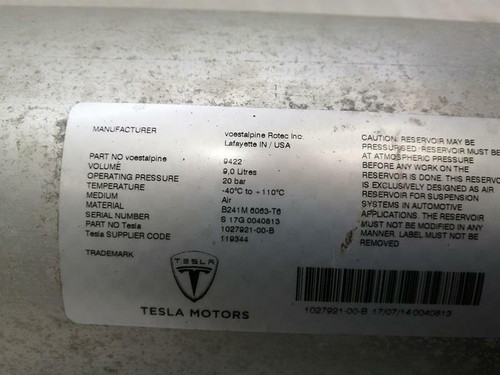 MANUFACTURER voestalpine Rotec Inc.
Lafayette IN / USA
PART NO voestalpine 9422
VOLUME 9,0 Litres
OPERATING PRESSURE 20 bar
TEMPERATURE -40°C to +110°C
MEDIUM Air
MATERIAL B241M 6063-T6
SERIAL NUMBER S 17G 0040813
PART NO Tesla 1027921-00-B
Tesla SUPPLIER CODE 119344
TRADEMARK
TESLA
TESLA MOTORS
CAUTION: RESERVOIR MAY BE
PRESSURISED. RESERVOIR MUST BE
AT ATMOSPHERIC PRESSURE
BEFORE ANY WORK ON THE
RESERVOIR IS DONE. THIS RESERVOIR
IS EXCLUSIVELY DESIGNED AS AIR
RESERVOIR FOR SUSPENSION
SYSTEMS IN AUTOMOTIVE
APPLICATIONS. THE RESERVOIR
MUST NOT BE MODIFIED IN ANY
MANNER. LABEL MUST NOT BE
REMOVED
1027921-00-B 17/07/14 0040813